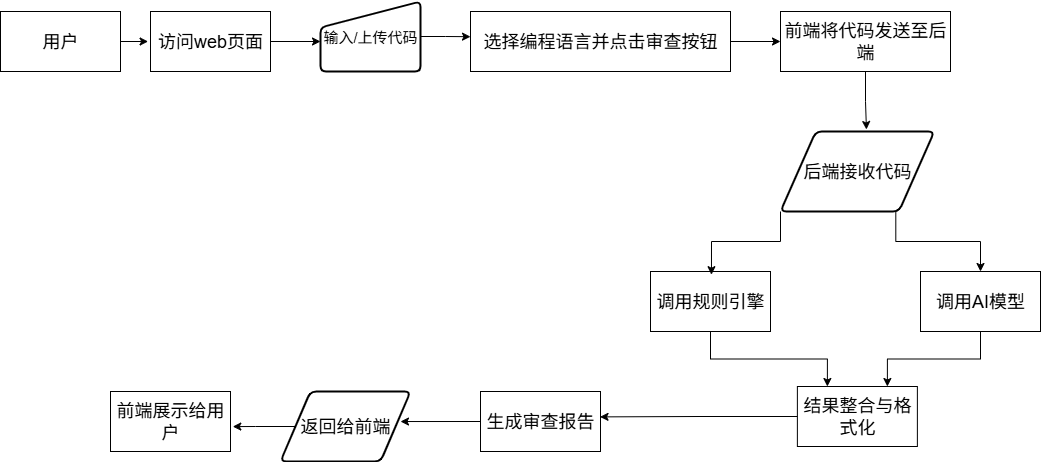 用户
访问web页面
输入/上传代码
选择编程语言并点击审查按钮
前端将代码发送至后
端
后端接收代码
调用规则引擎
调用AI模型
结果整合与格
式化
生成审查报告
返回给前端
前端展示给用
户